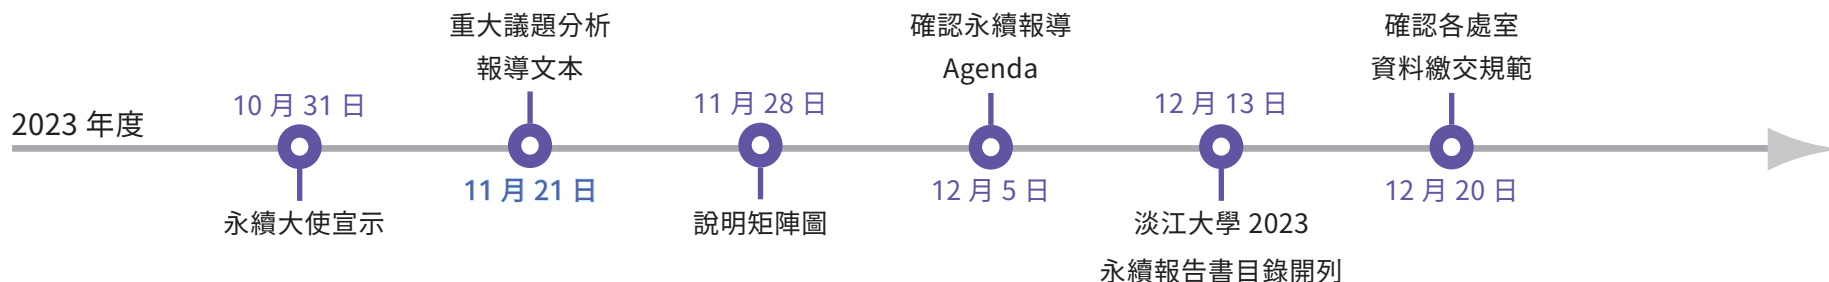 2023 年度
10 月 31 日
永續大使宣示
重大議題分析
報導文本
11 月 21 日
11 月 28 日
說明矩陣圖
確認永續報導
Agenda
12 月 5 日
12 月 13 日
淡江大學 2023
永續報告書目錄開列
確認各處室
資料繳交規範
12 月 20 日